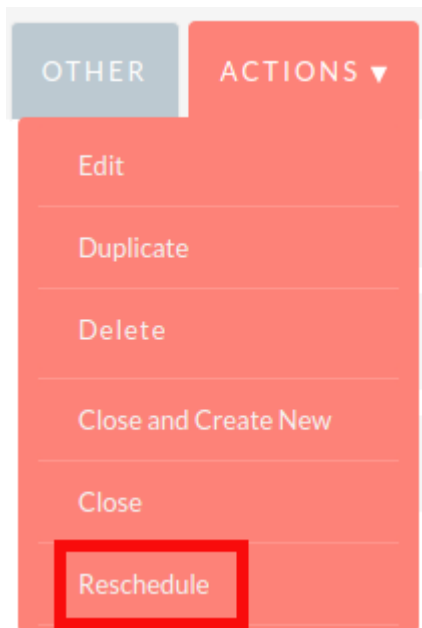 OTHER ACTIONS ▼
Edit
Duplicate
Delete
Close and Create New
Close
Reschedule